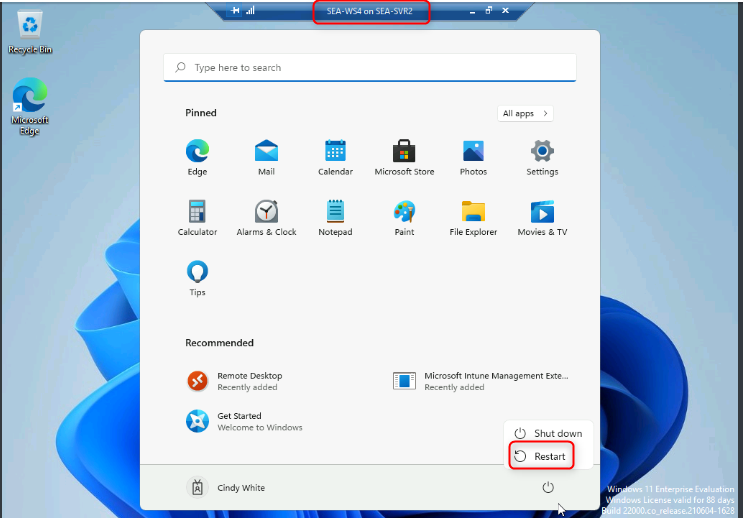 SEA-WS4 on SEA-SVR2
Recycle Bin
Microsoft
Edge
Type here to search
Pinned
All apps
Edge
Mail
Calendar
Microsoft Store
Photos
Settings
Calculator
Alarms & Clock
Notepad
Paint
File Explorer
Movies & TV
Tips
Recommended
Remote Desktop
Recently added
Microsoft Intune Management Exte...
Recently added
Get Started
Welcome to Windows
Shut down
Restart
Cindy White
Windows 11 Enterprise Evaluation
Windows License valid for 88 days
Build 22000.co_release.210604-1628